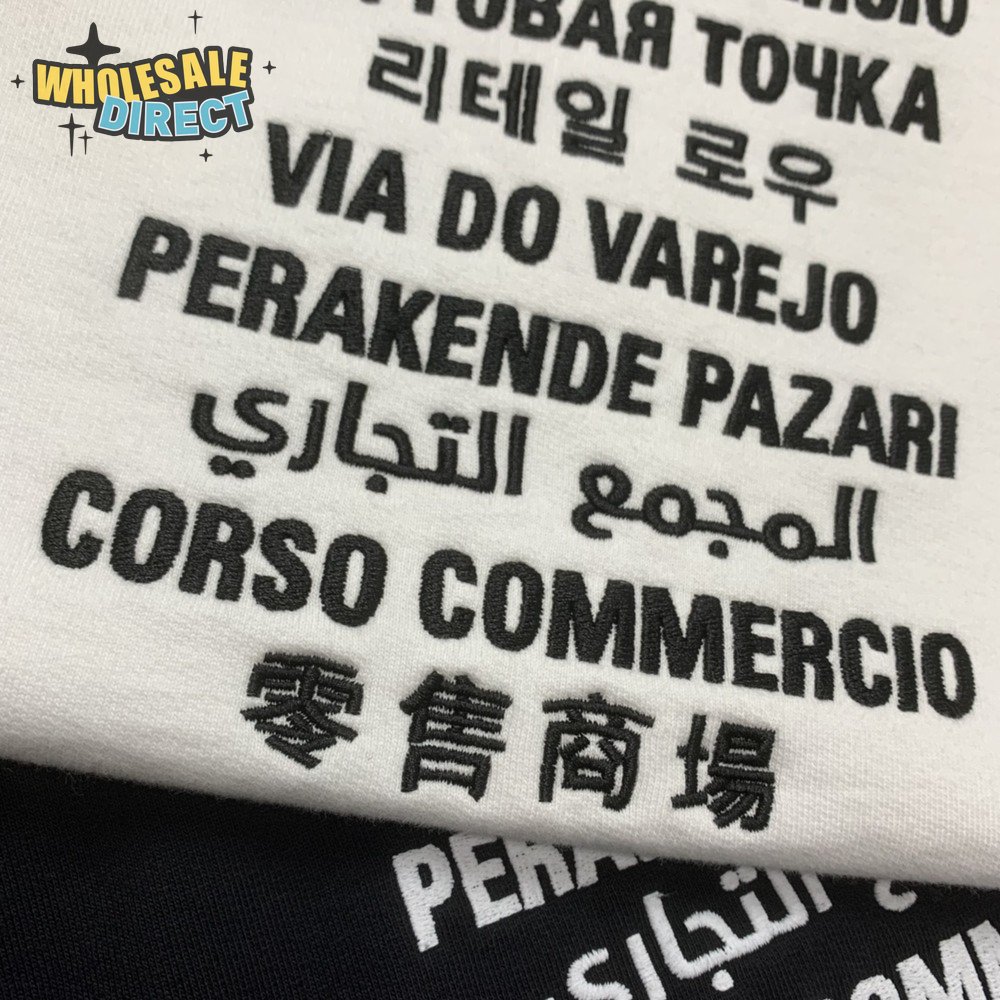 WHOLESALE
DIRECT
ТОЧКА
리테일 로우
VIA DO VAREJO
PERAKENDE PAZARI
المجمع التجاري
CORSO COMMERCIO
零售商場
التجاري